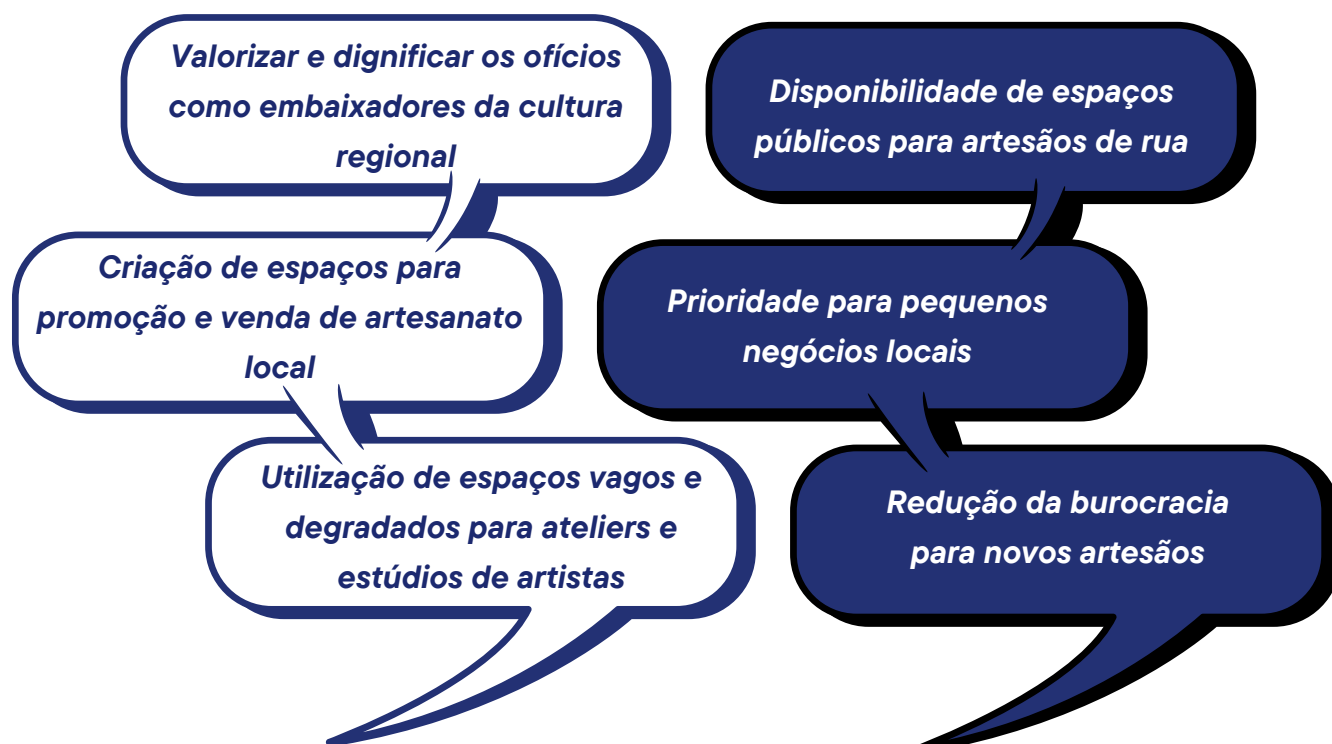 Valorizar e dignificar os ofícios
como embaixadores da cultura
regional
Criação de espaços para
promoção e venda de artesanato
local
Utilização de espaços vagos e
degradados para ateliers e
estúdios de artistas
Disponibilidade de espaços
públicos para artesãos de rua
Prioridade para pequenos
negócios locais
Redução da burocracia
para novos artesãos